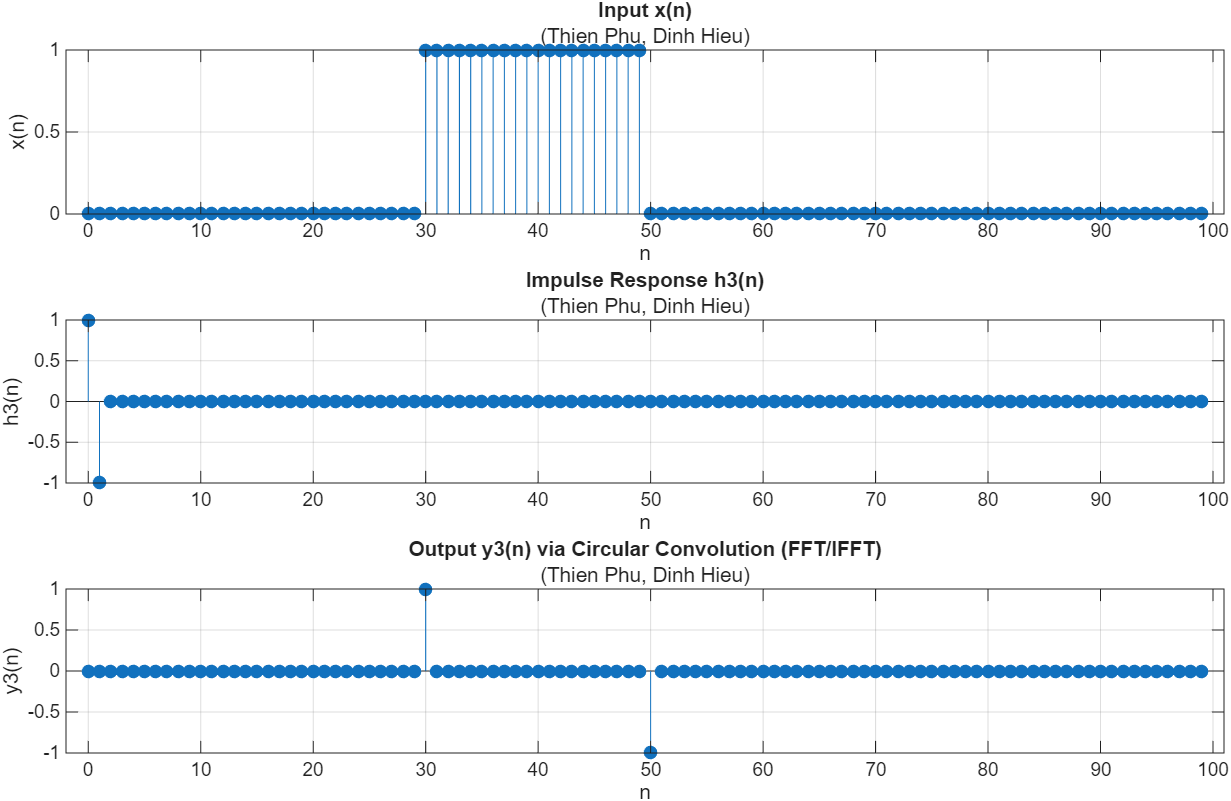 Input x(n)
(Thien Phu, Dinh Hieu)
1
0.5
0
x(n)
0 10 20 30 40 50 60 70 80 90 100
n
Impulse Response h3(n)
(Thien Phu, Dinh Hieu)
1
0.5
0
-0.5
-1
h3(n)
0 10 20 30 40 50 60 70 80 90 100
n
Output y3(n) via Circular Convolution (FFT/IFFT)
(Thien Phu, Dinh Hieu)
1
0.5
0
-0.5
-1
y3(n)
0 10 20 30 40 50 60 70 80 90 100
n